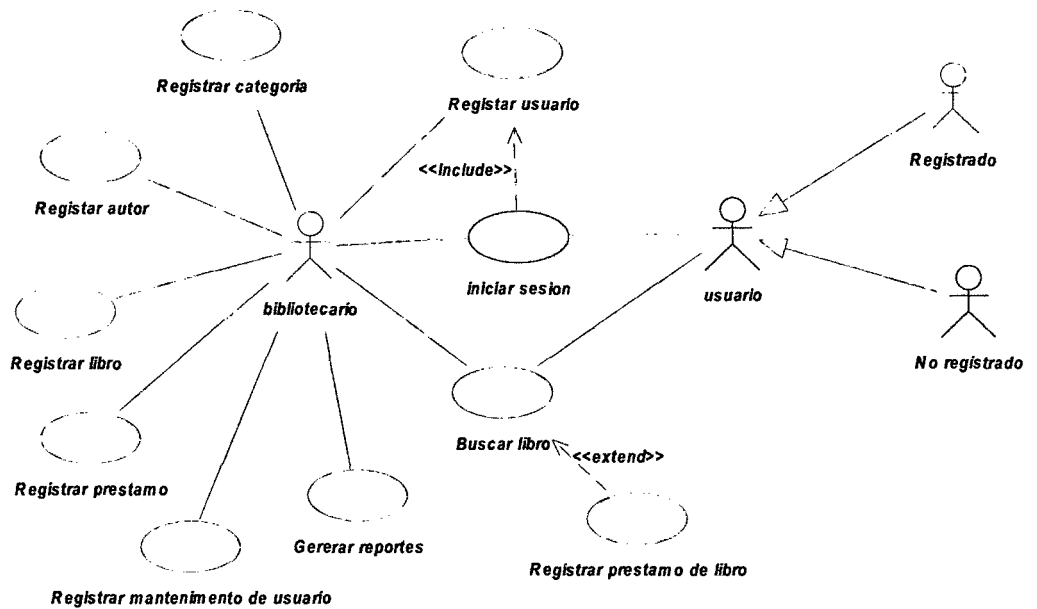 Registrar categoria
Registar usuario
Registrado
<<include>>
Registar autor
iniciar sesion
usuario
bibliotecario
Registrar libro
No registrado
Buscar libro
<<extend>>
Registrar prestamo
Gererar reportes
Registrar prestamo de libro
Registrar mantenimento de usuario